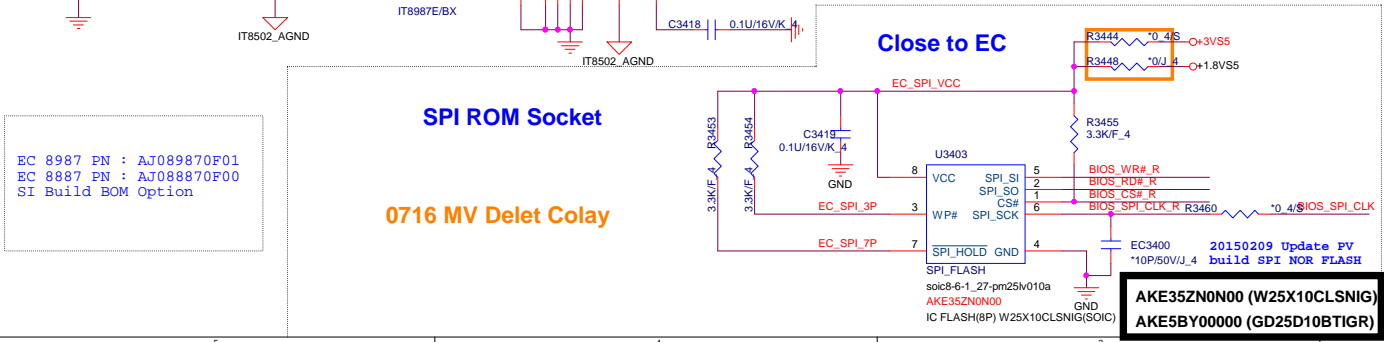 IT8987E/BX
IT8502_AGND
C3418
0.1U/16V/K_4
IT8502_AGND
Close to EC
R3444
*0_4/S
+3VS5
R3448
*0/J_4
+1.8VS5
EC_SPI_VCC
SPI ROM Socket
R3453
3.3K/F_4
R3454
3.3K/F_4
C3419
0.1U/16V/K_4
GND
R3455
3.3K/F_4
EC 8987 PN : AJ089870F01
EC 8887 PN : AJ088870F00
SI Build BOM Option
0716 MV Delet Colay
U3403
8 VCC SPI_SI 5 BIOS_WR#_R
SPI_SO 2 BIOS_RD#_R
CS# 1 BIOS_CS#_R
EC_SPI_3P 3 WP# SPI_SCK 6 BIOS_SPI_CLK_R R3460 *0_4/S BIOS_SPI_CLK
EC_SPI_7P 7 SPI_HOLD GND 4
EC3400
*10P/50V/J_4
20150209 Update PV
build SPI NOR FLASH
SPI_FLASH
soic8-6-1_27-pm25lv010a
AKE35ZN0N00
IC FLASH(8P) W25X10CLSNIG(SOIC)
GND
AKE35ZN0N00 (W25X10CLSNIG)
AKE5BY00000 (GD25D10BTIGR)